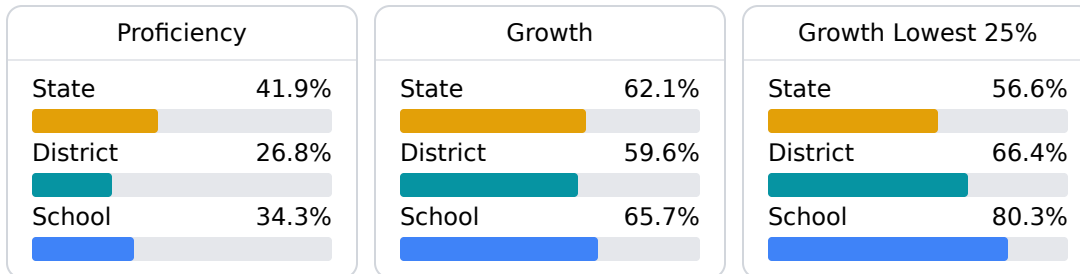 Proficiency
State 41.9%
District 26.8%
School 34.3%
Growth
State 62.1%
District 59.6%
School 65.7%
Growth Lowest 25%
State 56.6%
District 66.4%
School 80.3%